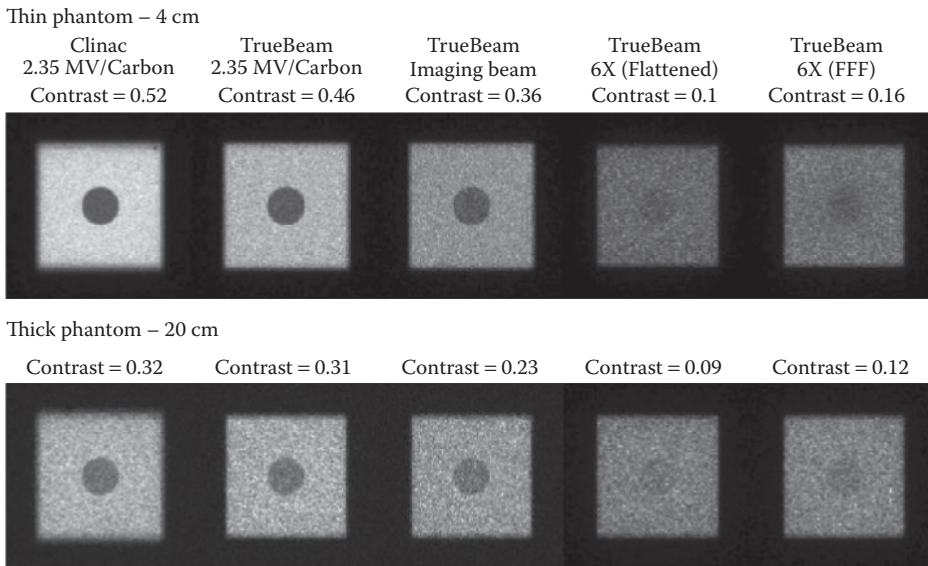 Thin phantom – 4 cm
Clinac
2.35 MV/Carbon
Contrast = 0.52
TrueBeam
2.35 MV/Carbon
Contrast = 0.46
TrueBeam
Imaging beam
Contrast = 0.36
TrueBeam
6X (Flattened)
Contrast = 0.1
TrueBeam
6X (FFF)
Contrast = 0.16
Thick phantom – 20 cm
Contrast = 0.32
Contrast = 0.31
Contrast = 0.23
Contrast = 0.09
Contrast = 0.12